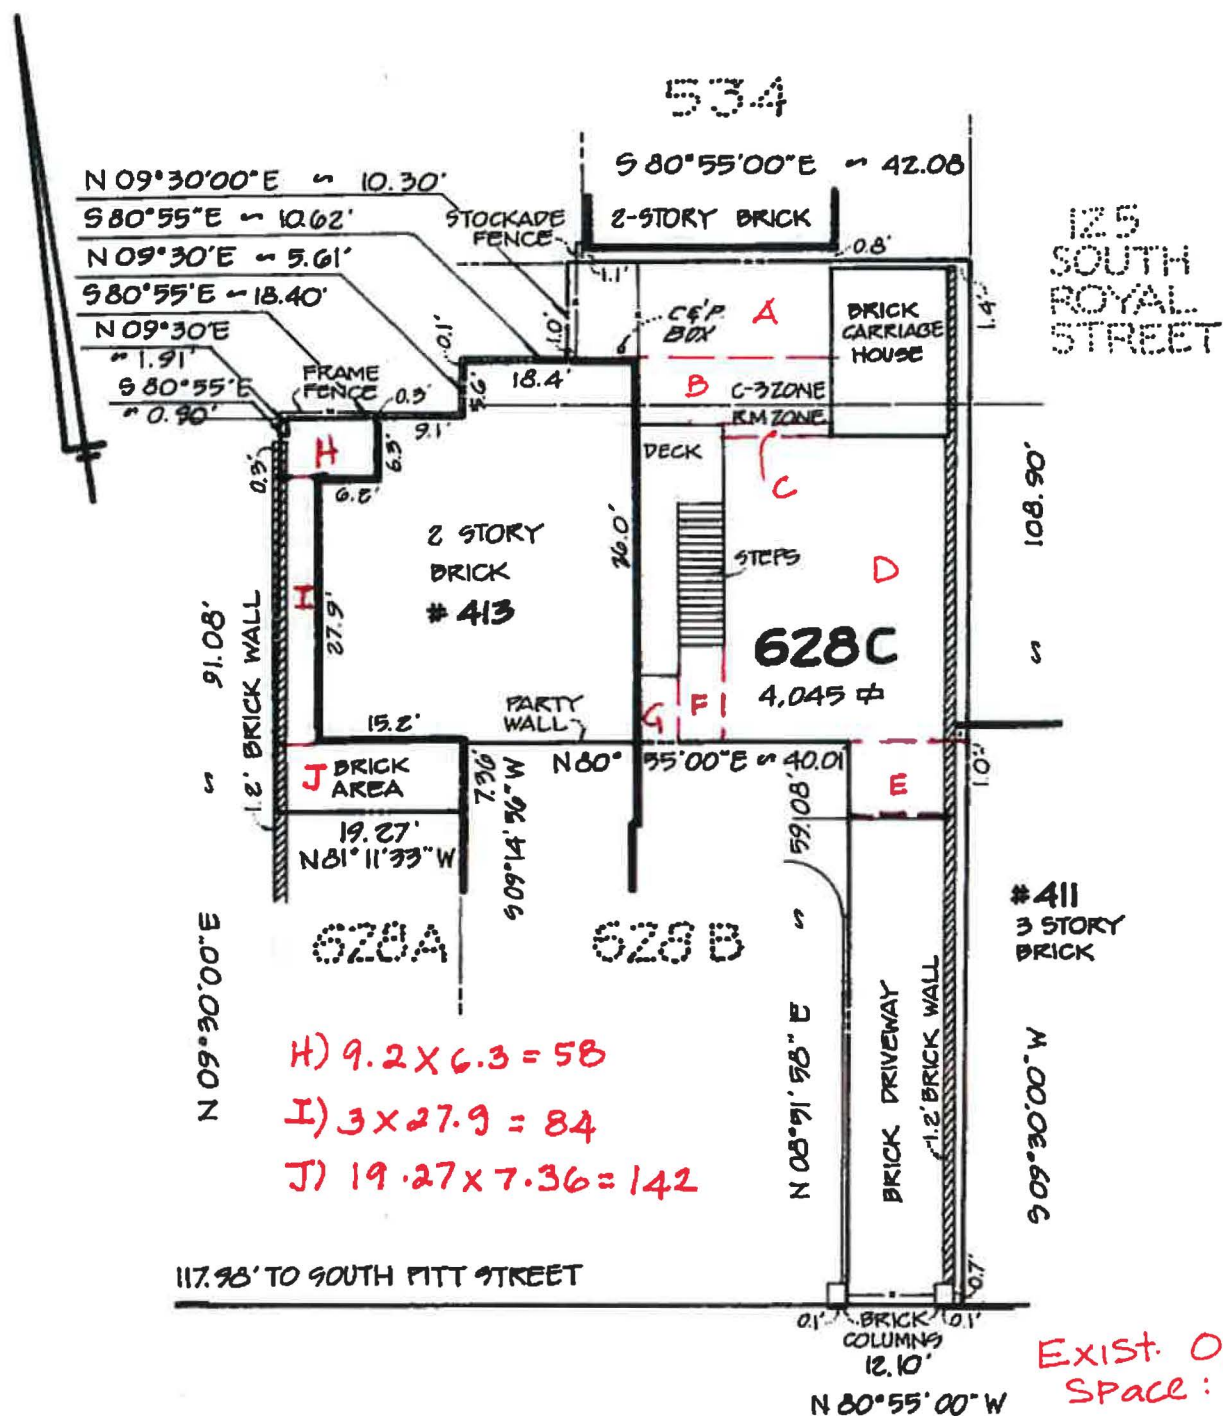 534
S 80°55'00"E ~ 42.08
N 09°30'00"E ~ 10.30'
S 80°55"E ~ 10.62'
N 09°30'E ~ 5.61'
S 80°55'E ~ 18.40'
N 09°30'E
~ 1.91'
S 80°55'E
~ 0.90'
STOCKADE
FENCE
2-STORY BRICK
0.8'
1.1'
125
SOUTH
ROYAL
STREET
1.4'
C&P.
BOX
A
BRICK
CARRIAGE
HOUSE
1.0'
0.1'
18.4'
5.6'
B
C-3 ZONE
RM ZONE
FRAME
FENCE
0.3'
9.1'
H
6.3'
6.2'
0.3'
DECK
C
108.90'
~
2 STORY
BRICK
# 413
26.0'
STEPS
D
I
27.9'
91.08'
~
1.2' BRICK WALL
628C
4,045
PARTY
WALL
G
F
15.2'
N 80° 55'00"E ~ 40.01
J
BRICK
AREA
7.36'
S 09°14'36"W
59.08'
~
N 08°51'58" E
E
1.0'
19.27'
N81°11'33"W
#411
3 STORY
BRICK
628A
628B
N 09°30'00"E
BRICK DRIVEWAY
1.2' BRICK WALL
S 09°30'00"W
H) 9.2 X 6.3 = 58
I) 3 X 27.9 = 84
J) 19.27 X 7.36 = 142
117.98' TO SOUTH PITT STREET
0.7'
0.1'
BRICK
COLUMNS
0.1'
12.10'
N 80°55'00"W
Exist. O
Space :